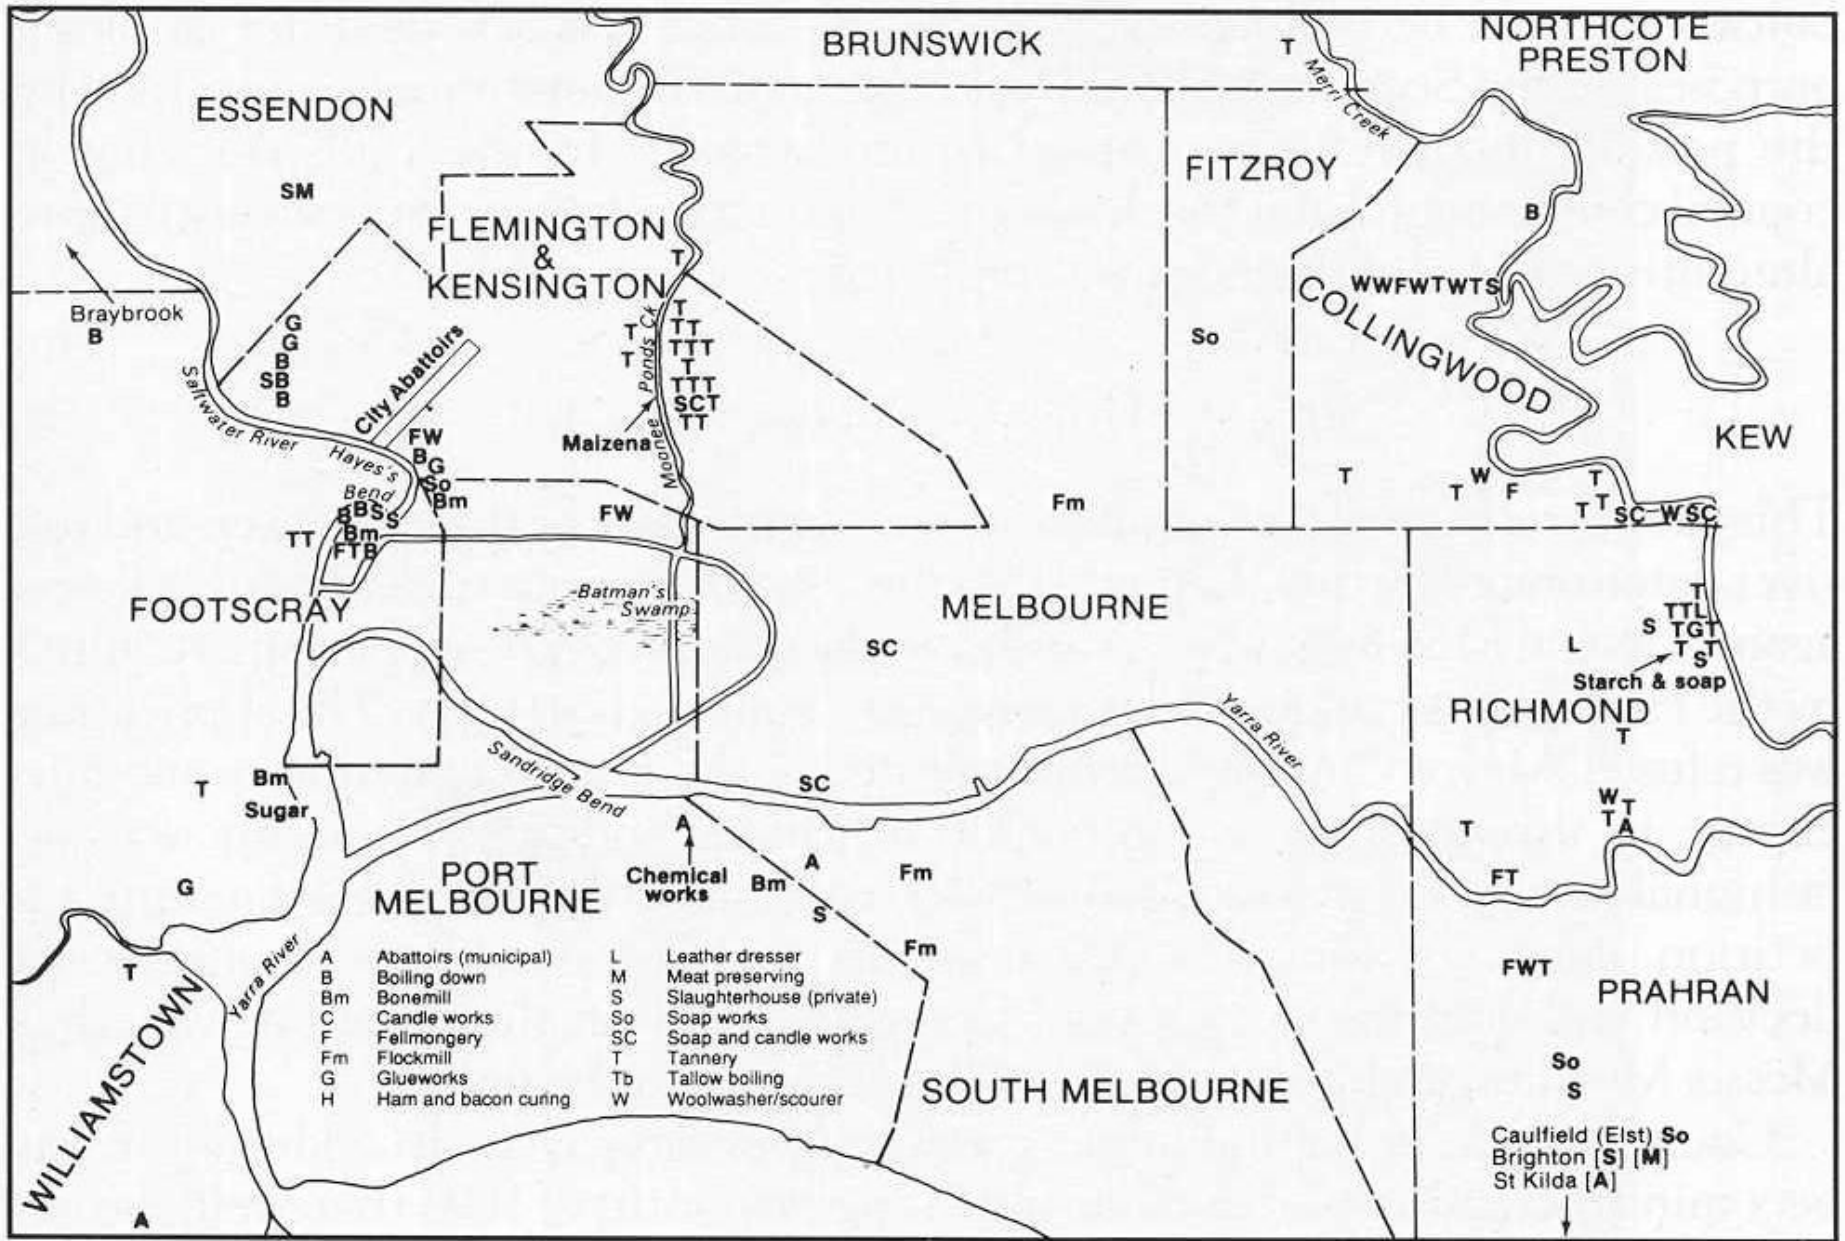 BRUNSWICK
NORTHCOTE
PRESTON
T
Merri Creek
ESSENDON
SM
FITZROY
B
FLEMINGTON
&
KENSINGTON
T
Braybrook
B
WWFWTWTS
COLLINGWOOD
G
G
B
SB
B
City Abattoirs
T
T
T
TT
TTT
T
TTT
SCT
TT
Moonee Ponds Ck
Maizena
So
Saltwater River
Hayes's
Bend
FW
B
G
So
Bm
KEW
T
W
T
F
T
T
T
SC
W
SC
Fm
FW
B
B
S
S
Bm
FTB
TT
FOOTSCRAY
Batman's
Swamp
MELBOURNE
SC
T
TTL
S
TGT
L
T
T
S
Starch & soap
RICHMOND
T
Yarra River
Sandridge Bend
SC
T
Bm
Sugar
W
T
T
A
T
FT
A
Chemical
works
Bm
A
S
Fm
Fm
G
PORT
MELBOURNE
T
Yarra River
WILLIAMSTOWN
A
A Abattoirs (municipal)
B Boiling down
Bm Bonemill
C Candle works
F Fellmongery
Fm Flockmill
G Glueworks
H Ham and bacon curing
L Leather dresser
M Meat preserving
S Slaughterhouse (private)
So Soap works
SC Soap and candle works
T Tannery
Tb Tallow boiling
W Woolwasher/scourer
SOUTH MELBOURNE
FWT
PRAHRAN
So
S
Caulfield (Elst) So
Brighton [S] [M]
St Kilda [A]